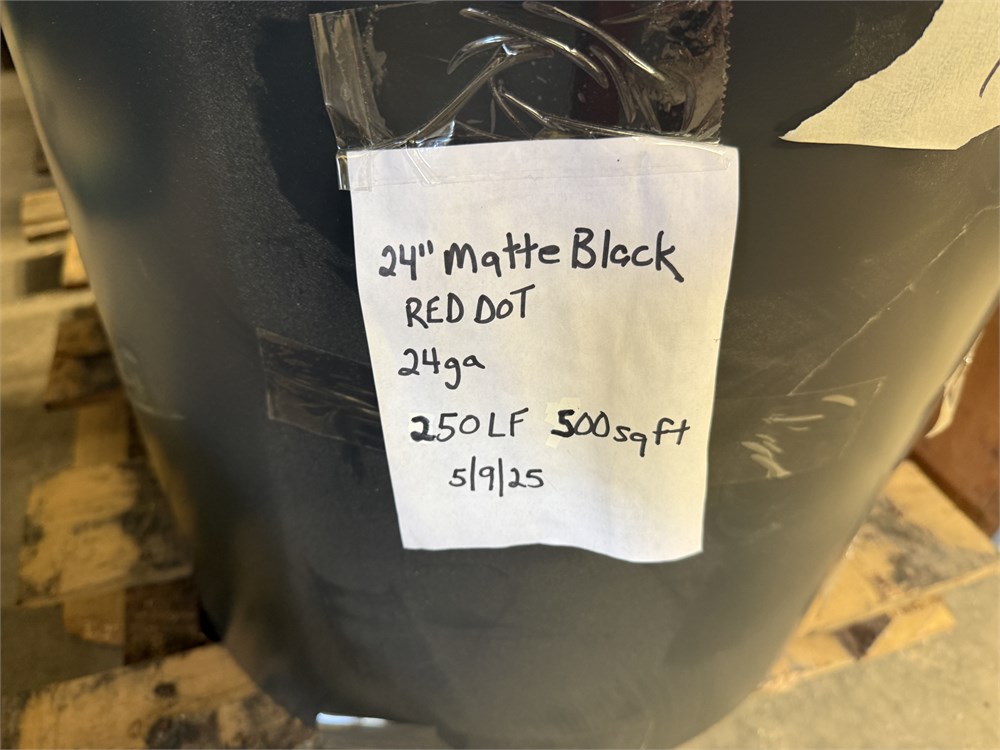 24" Matte Black
RED DOT
24ga
250LF 500sqft
5/9/25